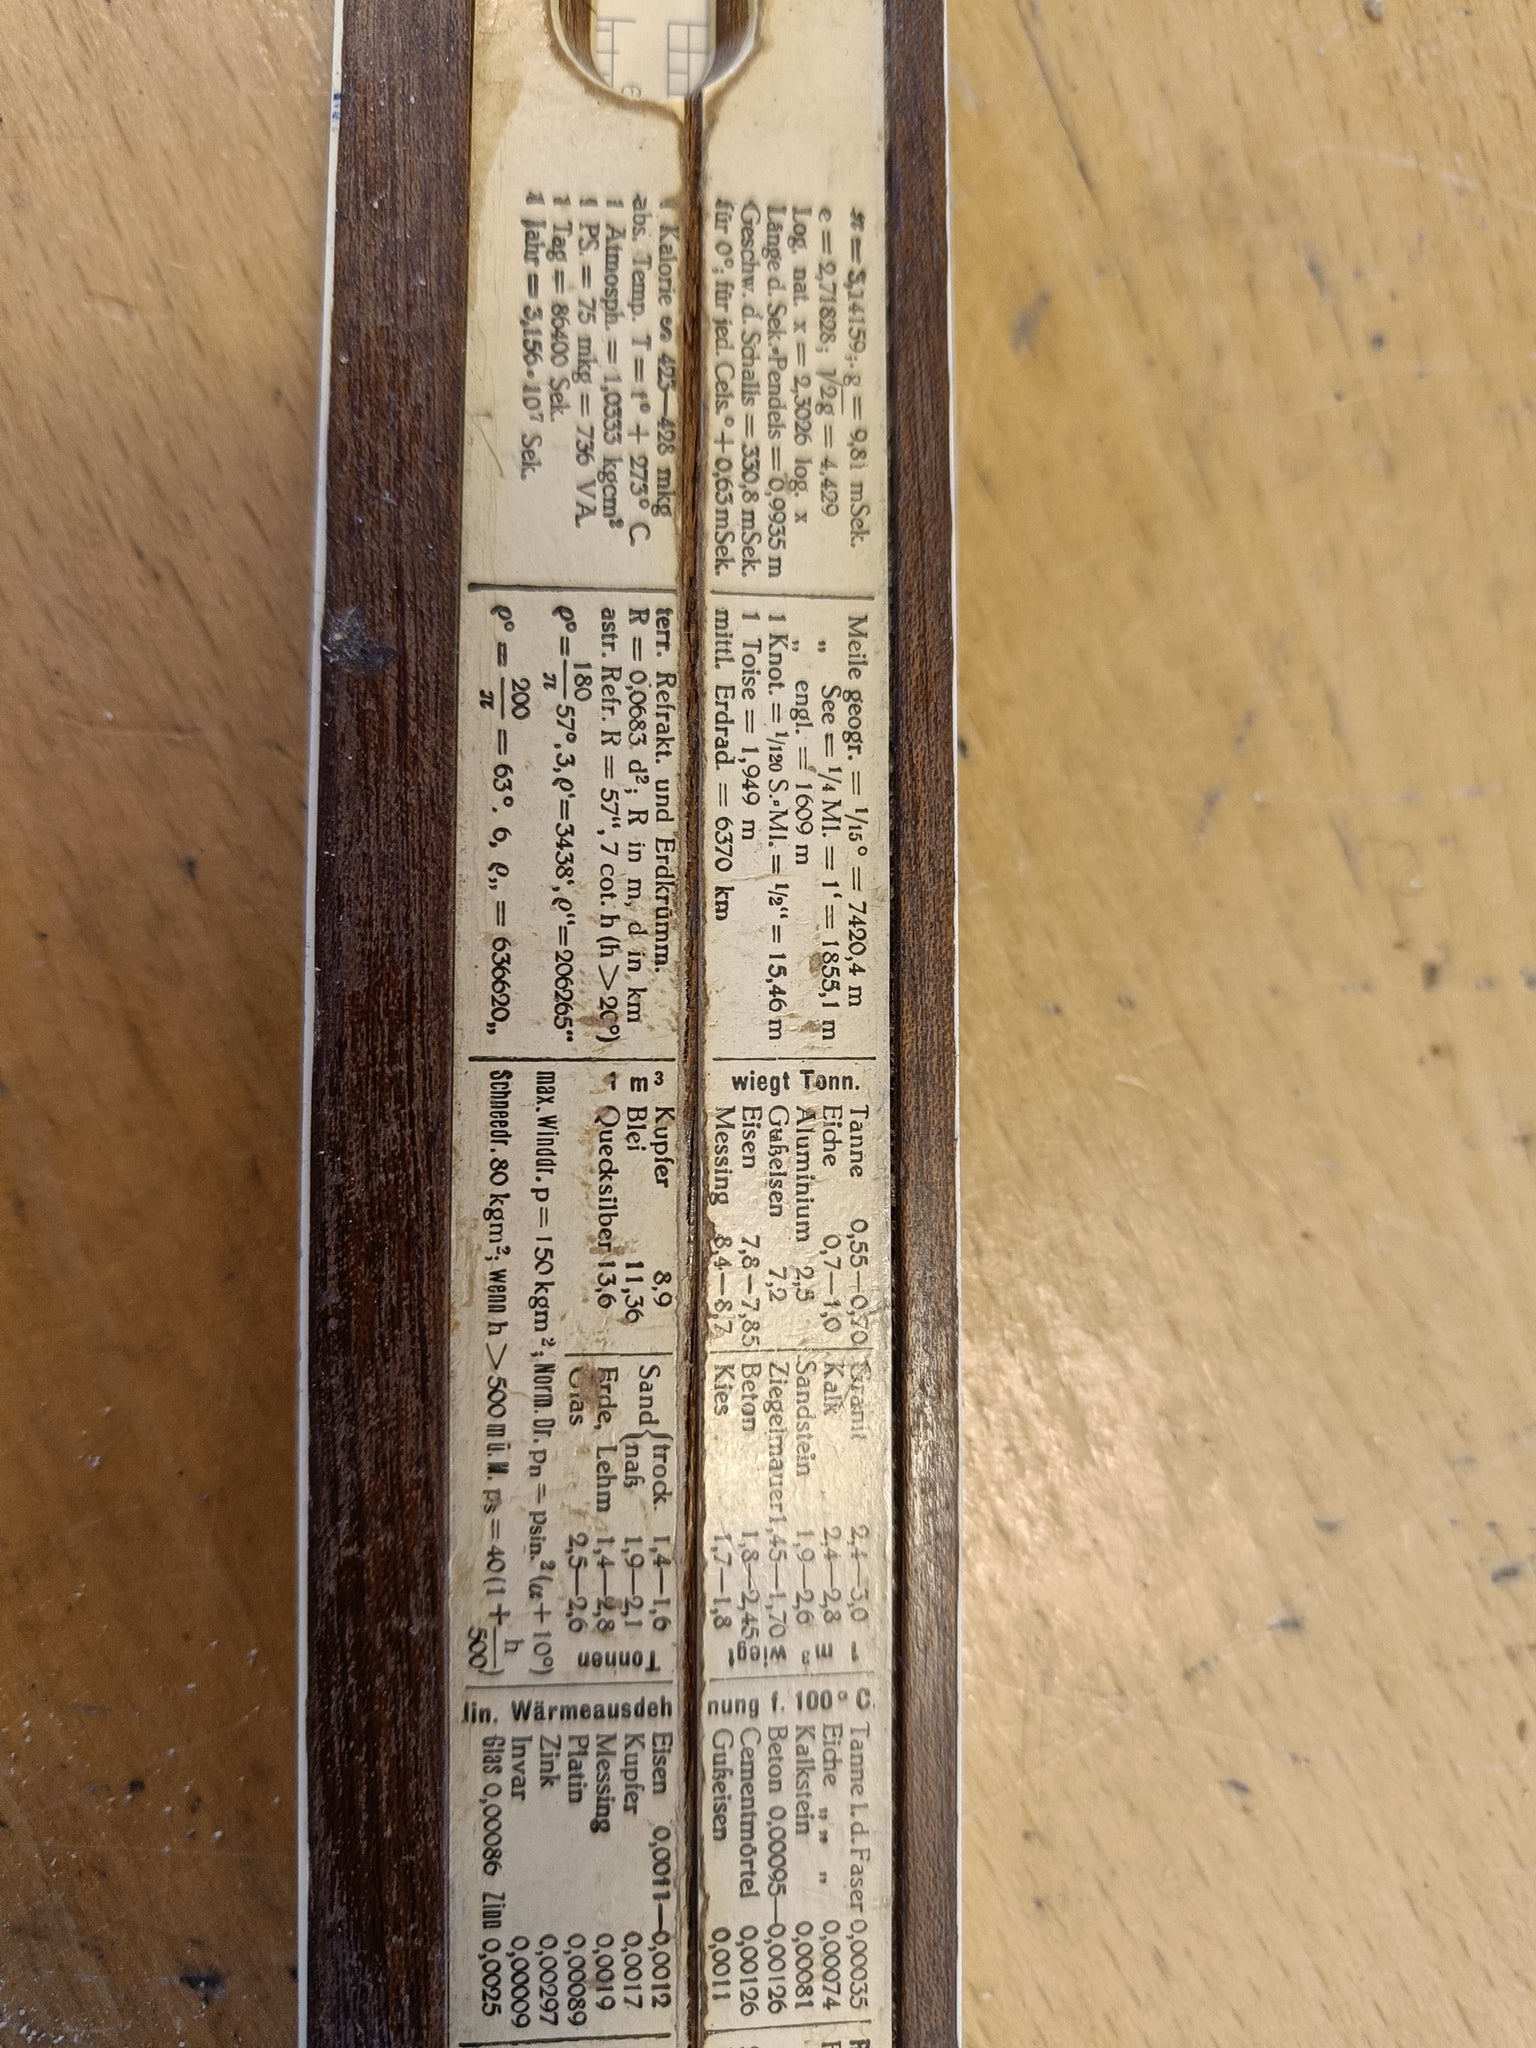 π = 3,14159; g = 9,81 mSek.
e = 2,71828; √2g = 4,429
Log. nat. x = 2,3026 log. x
Länge d. Sek.-Pendels = 0,9935 m
Geschw. d. Schalls = 330,8 mSek.
für 0°; für jed. Cels.° + 0,63 mSek.
1 Kalorie ∾ 425—428 mkg
abs. Temp. T = t° + 273° C.
1 Atmosph. = 1,0333 kgcm²
1 PS. = 75 mkg = 736 VA.
1 Tag = 86400 Sek.
1 Jahr = 3,156·10⁷ Sek.
Meile geogr. = 1/15° = 7420,4 m
„ See = 1/4 Ml. = 1' = 1855,1 m
„ engl. = 1609 m
1 Knot. = 1/120 S.-Ml. = 1/2" = 15,46 m
1 Toise = 1,949 m
mittl. Erdrad. = 6370 km
terr. Refrakt. und Erdkrümm.
R = 0,0683 d²; R in m, d in km
astr. Refr. R = 57", 7 cot. h (h > 20°)
ϱ° = 180/π 57°,3, ϱ' = 3438', ϱ" = 206265"
ϱ° = 200/π = 63°. 6, ϱ,, = 636620,,
1 m³ wiegt Tonn.
Tanne 0,55—0,70
Eiche 0,7—1,0
Aluminium 2,8
Gußeisen 7,2
Eisen 7,8—7,85
Messing 8,4—8,7
Kupfer 8,9
Blei 11,36
Quecksilber 13,6
Granit 2,4—3,0
Kalk 2,4—2,8
Sandstein 1,9—2,6
Ziegelmauer 1,45—1,70
Beton 1,8—2,45
Kies 1,7—1,8
Sand { trock. 1,4—1,6
naß 1,9—2,1
Erde, Lehm 1,4—2,8
Glas 2,5—2,6
1 m³ wiegt Tonnen
max. Winddr. p = 150 kgm²; Norm. Dr. pn = psin.² (α + 10°)
Schneedr. 80 kgm²; wenn h > 500 m ü. M. ps = 40 (1 + h/500)
lin. Wärmeausdehnung f. 100° C
Tanne l. d. Faser 0,00035
Eiche „ „ „ 0,00074
Kalkstein 0,00081
Beton 0,00095—0,00126
Cementmörtel 0,00126
Gußeisen 0,0011
Eisen 0,0011—0,0012
Kupfer 0,0017
Messing 0,0019
Platin 0,00089
Zink 0,00297
Invar 0,00009
Glas 0,00086 Zinn 0,0025